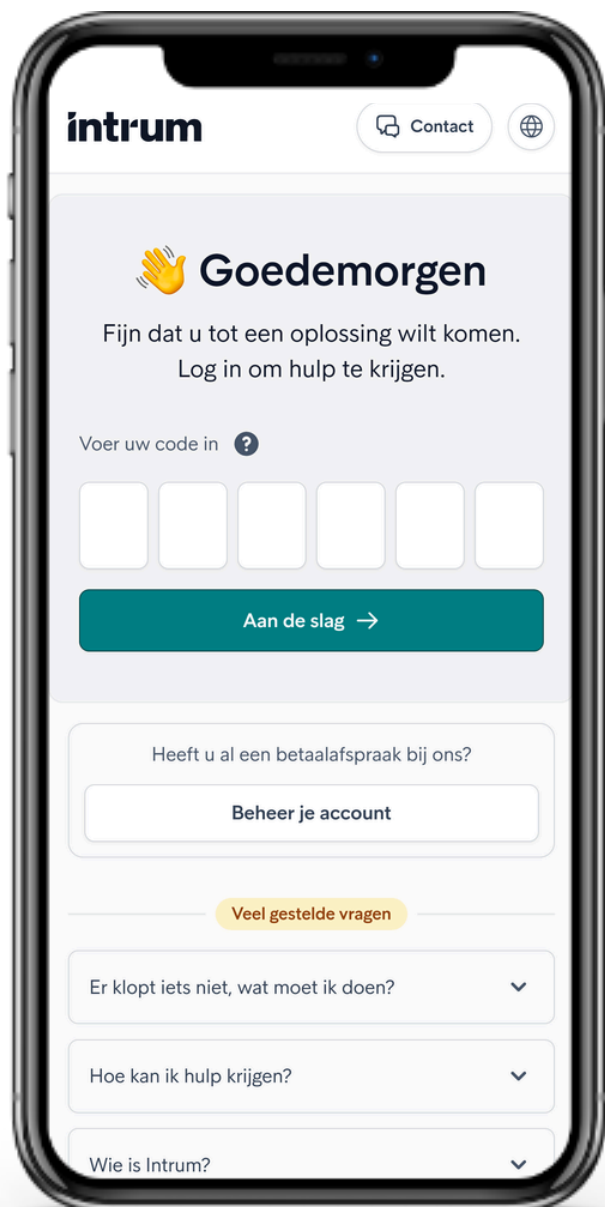 intrum
Contact
Goedemorgen
Fijn dat u tot een oplossing wilt komen.
Log in om hulp te krijgen.
Voer uw code in ?
Aan de slag →
Heeft u al een betaalafspraak bij ons?
Beheer je account
Veel gestelde vragen
Er klopt iets niet, wat moet ik doen?
Hoe kan ik hulp krijgen?
Wie is Intrum?